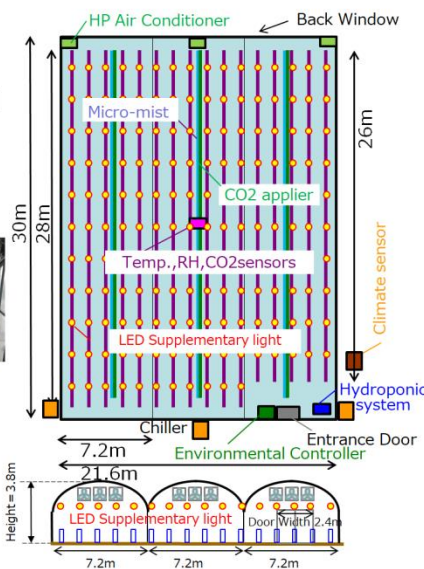 HP Air Conditioner
Back Window
Micro-mist
CO2 applier
30m
28m
26m
Temp.,RH,CO2sensors
Climate sensor
LED Supplementary light
Hydroponic
system
7.2m
Chiller
Entrance Door
21.6m
Environmental Controller
Height=3.8m
LED Supplementary light
Door Width 2.4m
7.2m
7.2m
7.2m